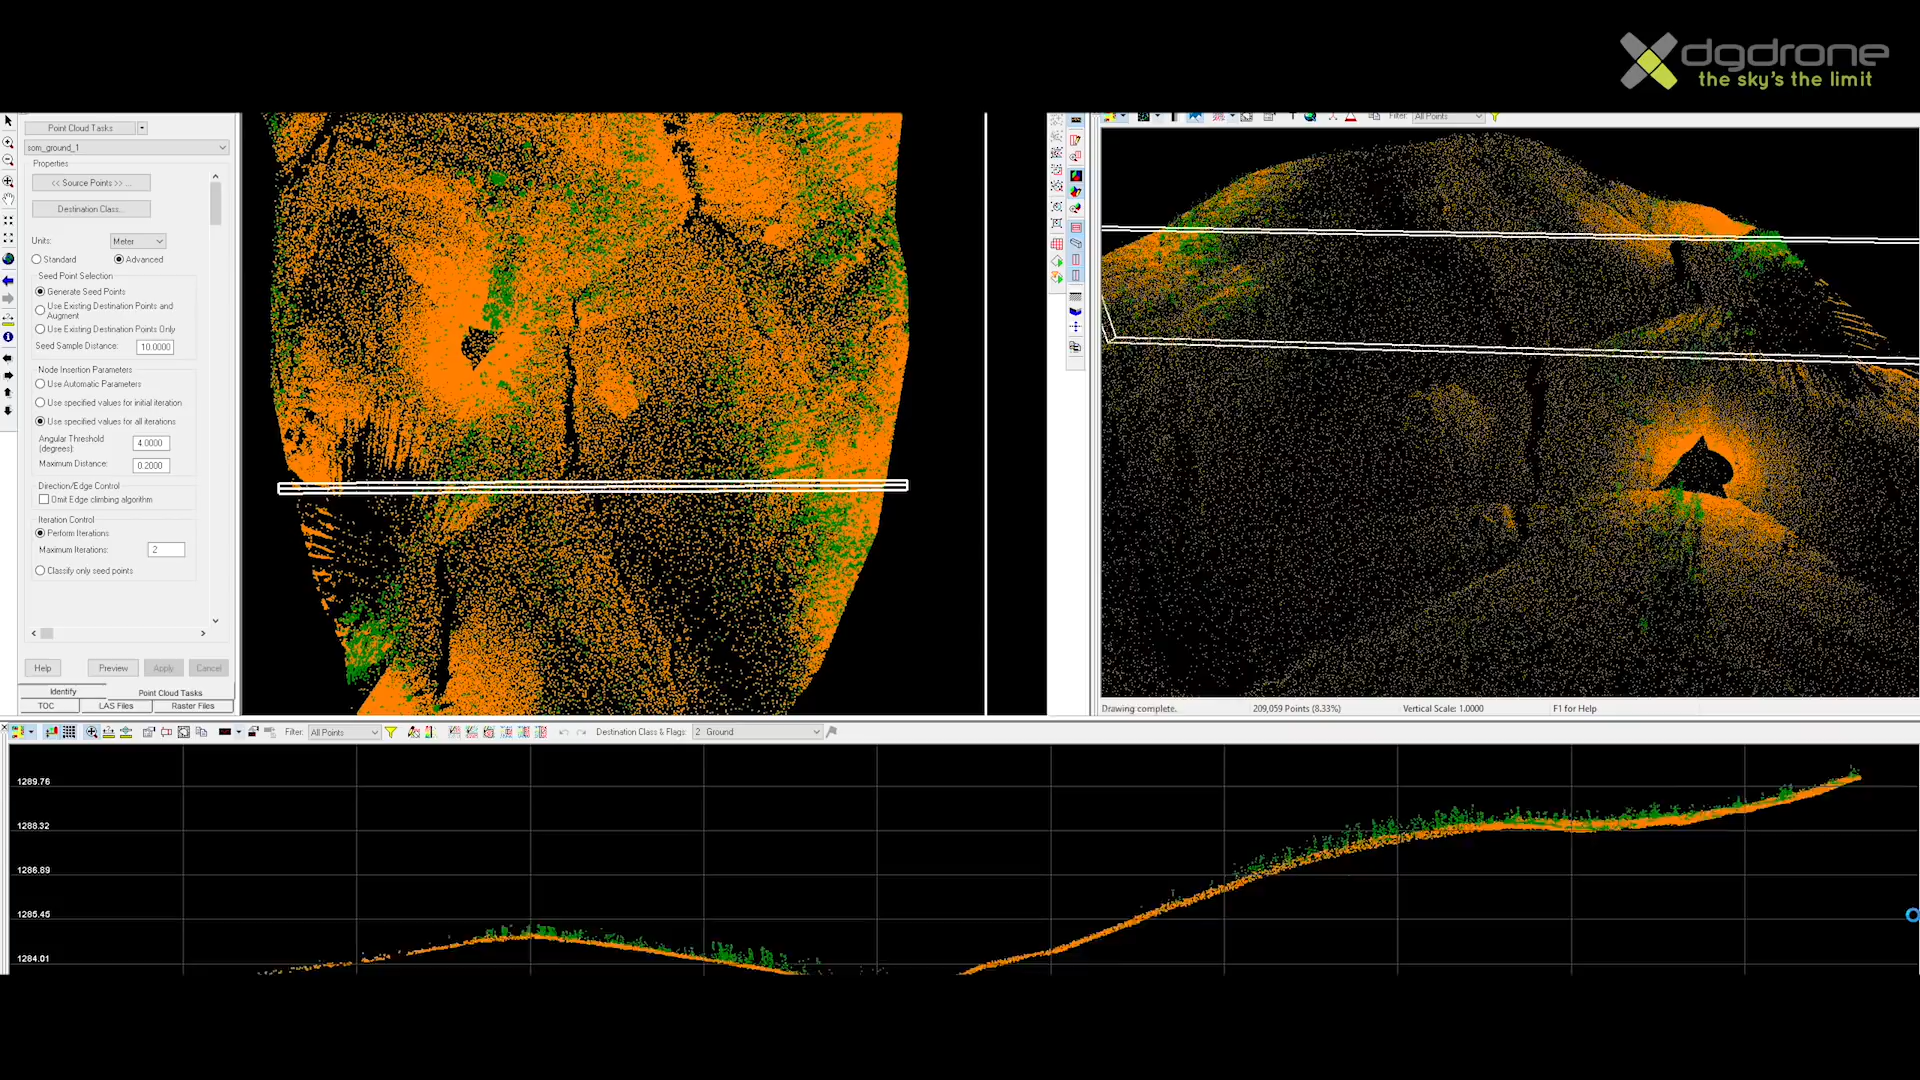 dgdrone
the sky's the limit
Point Cloud Tasks
som_ground_1
Properties
<< Source Points >> ...
Destination Class...
Units:
Meter
Standard
Advanced
Seed Point Selection
Generate Seed Points
Use Existing Destination Points and
Augment
Use Existing Destination Points Only
Seed Sample Distance:
10.0000
Node Insertion Parameters
Use Automatic Parameters
Use specified values for initial iteration
Use specified values for all iterations
Angular Threshold
(degrees):
4.0000
Maximum Distance:
0.2000
Direction/Edge Control
Omit Edge climbing algorithm
Iteration Control
Perform Iterations
Maximum Iterations:
2
Classify only seed points
Help
Preview
Apply
Cancel
Identify
Point Cloud Tasks
TOC
LAS Files
Raster Files
Filter:
All Points
Drawing complete.
209,059 Points (8.33%)
Vertical Scale: 1.0000
F1 for Help
Filter:
All Points
Destination Class & Flags:
2 Ground
1289.76
1288.32
1286.89
1285.45
1284.01